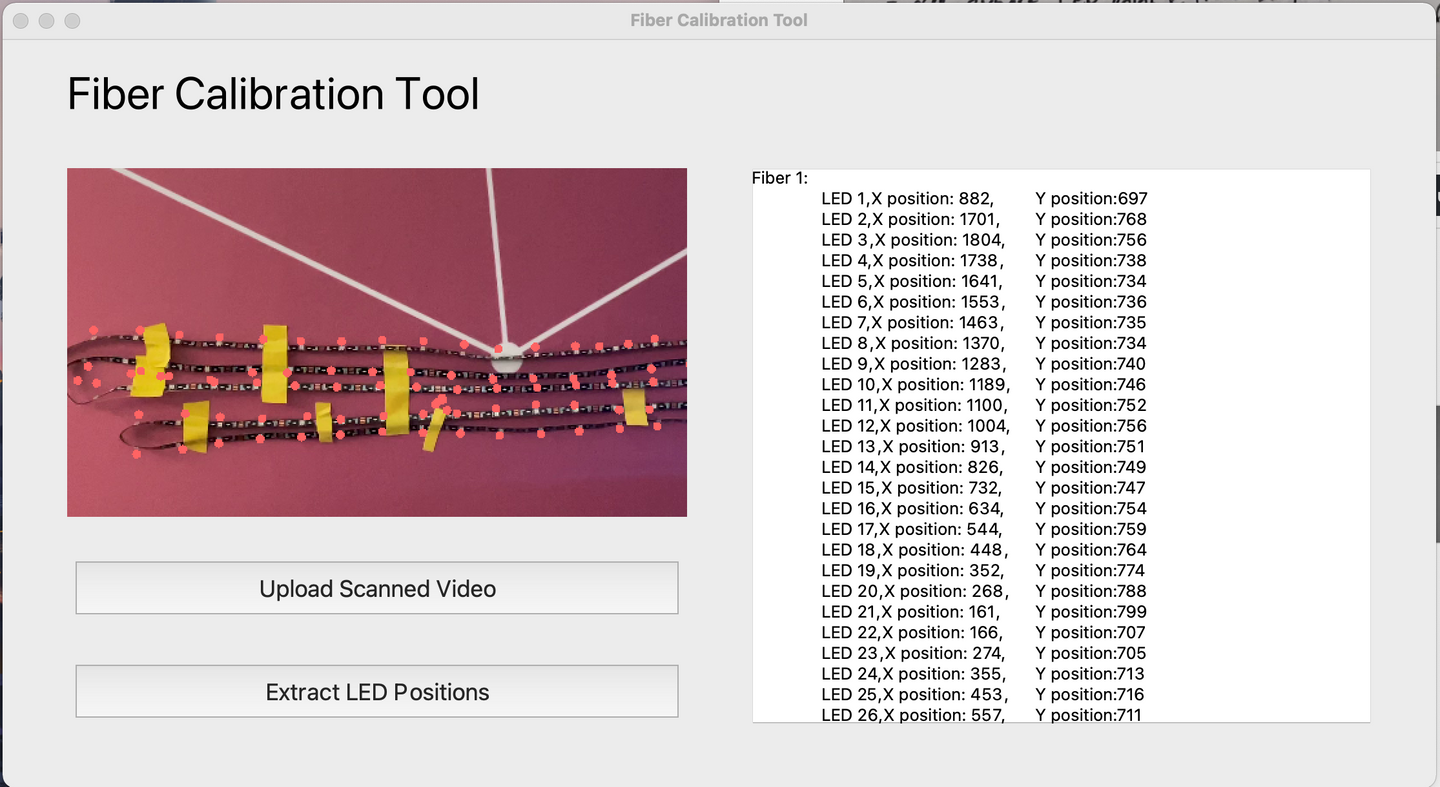 Fiber Calibration Tool
Fiber Calibration Tool
Fiber 1:
LED 1,X position: 882, Y position:697
LED 2,X position: 1701, Y position:768
LED 3,X position: 1804, Y position:756
LED 4,X position: 1738, Y position:738
LED 5,X position: 1641, Y position:734
LED 6,X position: 1553, Y position:736
LED 7,X position: 1463, Y position:735
LED 8,X position: 1370, Y position:734
LED 9,X position: 1283, Y position:740
LED 10,X position: 1189, Y position:746
LED 11,X position: 1100, Y position:752
LED 12,X position: 1004, Y position:756
LED 13,X position: 913, Y position:751
LED 14,X position: 826, Y position:749
LED 15,X position: 732, Y position:747
LED 16,X position: 634, Y position:754
LED 17,X position: 544, Y position:759
LED 18,X position: 448, Y position:764
LED 19,X position: 352, Y position:774
LED 20,X position: 268, Y position:788
LED 21,X position: 161, Y position:799
LED 22,X position: 166, Y position:707
LED 23,X position: 274, Y position:705
LED 24,X position: 355, Y position:713
LED 25,X position: 453, Y position:716
LED 26,X position: 557, Y position:711
Upload Scanned Video
Extract LED Positions